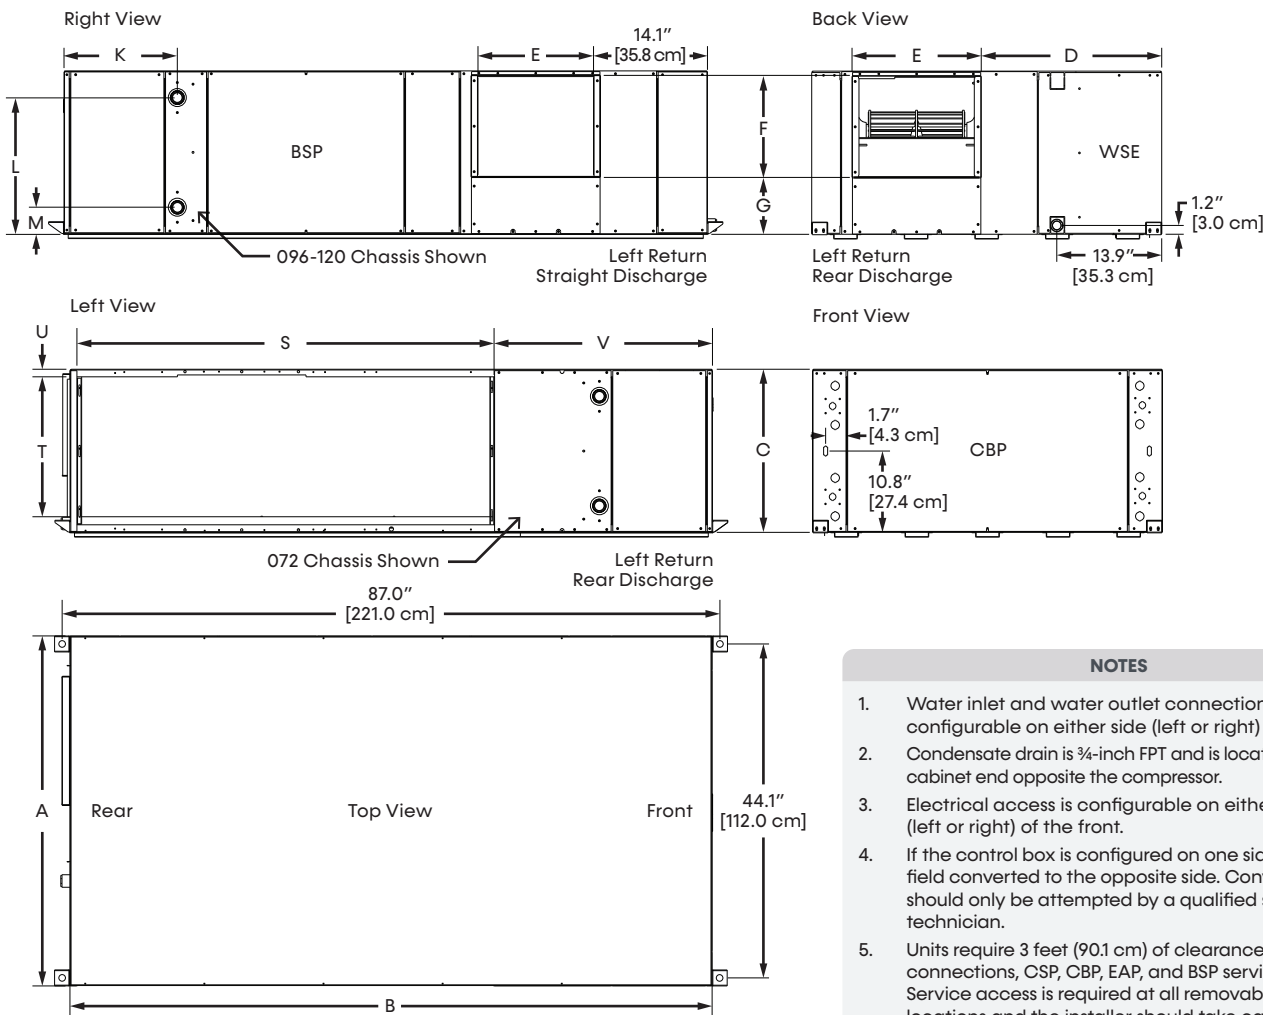 Right View
K
E
14.1"
[35.8 cm]
L
M
BSP
096-120 Chassis Shown
Left Return
Straight Discharge
Back View
E
D
F
G
WSE
1.2"
[3.0 cm]
13.9"
[35.3 cm]
Left Return
Rear Discharge
Left View
U
S
V
T
C
072 Chassis Shown
Left Return
Rear Discharge
Front View
1.7"
[4.3 cm]
10.8"
[27.4 cm]
CBP
87.0"
[221.0 cm]
A
Rear
Top View
Front
44.1"
[112.0 cm]
B
NOTES
1. Water inlet and water outlet connection
configurable on either side (left or right)
2. Condensate drain is ¾-inch FPT and is locat
cabinet end opposite the compressor.
3. Electrical access is configurable on eithe
(left or right) of the front.
4. If the control box is configured on one sid
field converted to the opposite side. Conv
should only be attempted by a qualified s
technician.
5. Units require 3 feet (90.1 cm) of clearance
connections, CSP, CBP, EAP, and BSP servi
Service access is required at all removab
locations and the installer should take ca